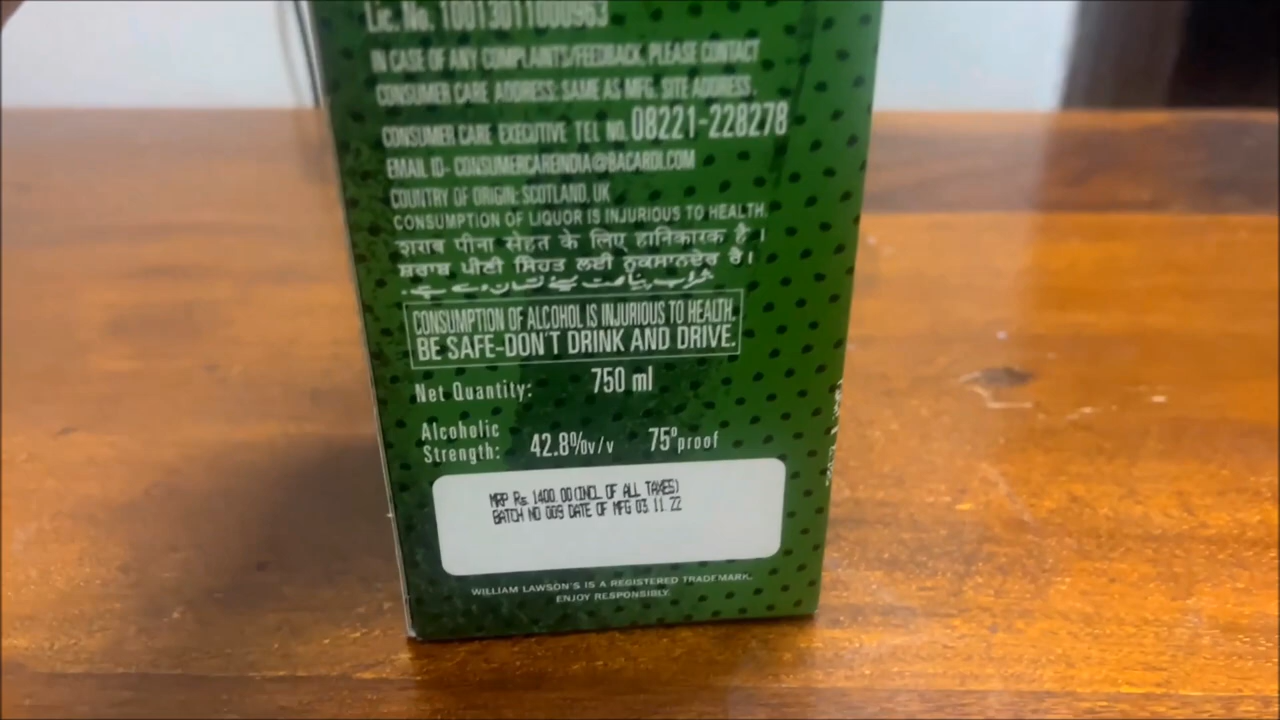 Lic. No. 10013011000963
IN CASE OF ANY COMPLAINTS/FEEDBACK, PLEASE CONTACT
CONSUMER CARE ADDRESS: SAME AS MFG. SITE ADDRESS.
CONSUMER CARE EXECUTIVE TEL NO. 08221-228278
EMAIL ID- CONSUMERCAREINDIA@BACARDI.COM
COUNTRY OF ORIGIN: SCOTLAND, UK
CONSUMPTION OF LIQUOR IS INJURIOUS TO HEALTH.
शराब पीना सेहत के लिए हानिकारक है ।
ਸ਼ਰਾਬ ਪੀਣੀ ਸਿਹਤ ਲਈ ਨੁਕਸਾਨਦੇਹ ਹੈ।
CONSUMPTION OF ALCOHOL IS INJURIOUS TO HEALTH.
BE SAFE-DON'T DRINK AND DRIVE.
Net Quantity: 750 ml
Alcoholic
Strength: 42.8%v/v 75°proof
MRP Rs. 1400.00(INCL OF ALL TAXES)
BATCH NO 009 DATE OF MFG 03 11 22
WILLIAM LAWSON'S IS A REGISTERED TRADEMARK.
ENJOY RESPONSIBLY.